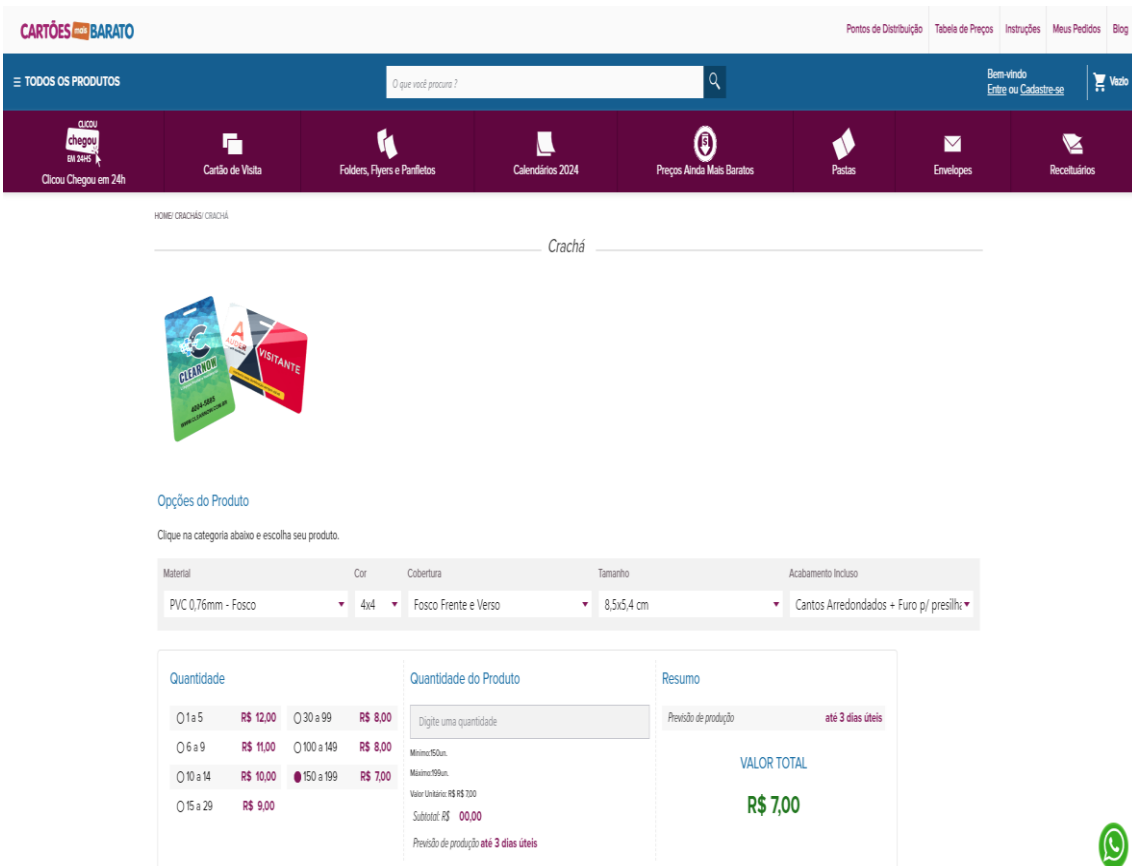 CARTÕES mais BARATO
Pontos de Distribuição Tabela de Preços Instruções Meus Pedidos Blog
TODOS OS PRODUTOS
O que você procura ?
Bem-vindo
Entre ou Cadastre-se
Vazio
CLICOU
chegou
EM 24HS
Clicou Chegou em 24h
Cartão de Visita
Folders, Flyers e Panfletos
Calendários 2024
Preços Ainda Mais Baratos
Pastas
Envelopes
Receituários
HOME/ CRACHÁS/ CRACHÁ
Crachá
CLEARNOW
4004-5885
WWW.CLEARNOW.COM.BR
AUDER
VISITANTE
Opções do Produto
Clique na categoria abaixo e escolha seu produto.
Material Cor Cobertura Tamanho Acabamento Incluso
PVC 0,76mm - Fosco 4x4 Fosco Frente e Verso 8,5x5,4 cm Cantos Arredondados + Furo p/ presilha
Quantidade
1 a 5 R$ 12,00 30 a 99 R$ 8,00
6 a 9 R$ 11,00 100 a 149 R$ 8,00
10 a 14 R$ 10,00 150 a 199 R$ 7,00
15 a 29 R$ 9,00
Quantidade do Produto
Digite uma quantidade
Mínimo:150un.
Máximo:199un.
Valor Unitário: R$ R$ 7,00
Subtotal: R$ 00,00
Previsão de produção até 3 dias úteis
Resumo
Previsão de produção até 3 dias úteis
VALOR TOTAL
R$ 7,00